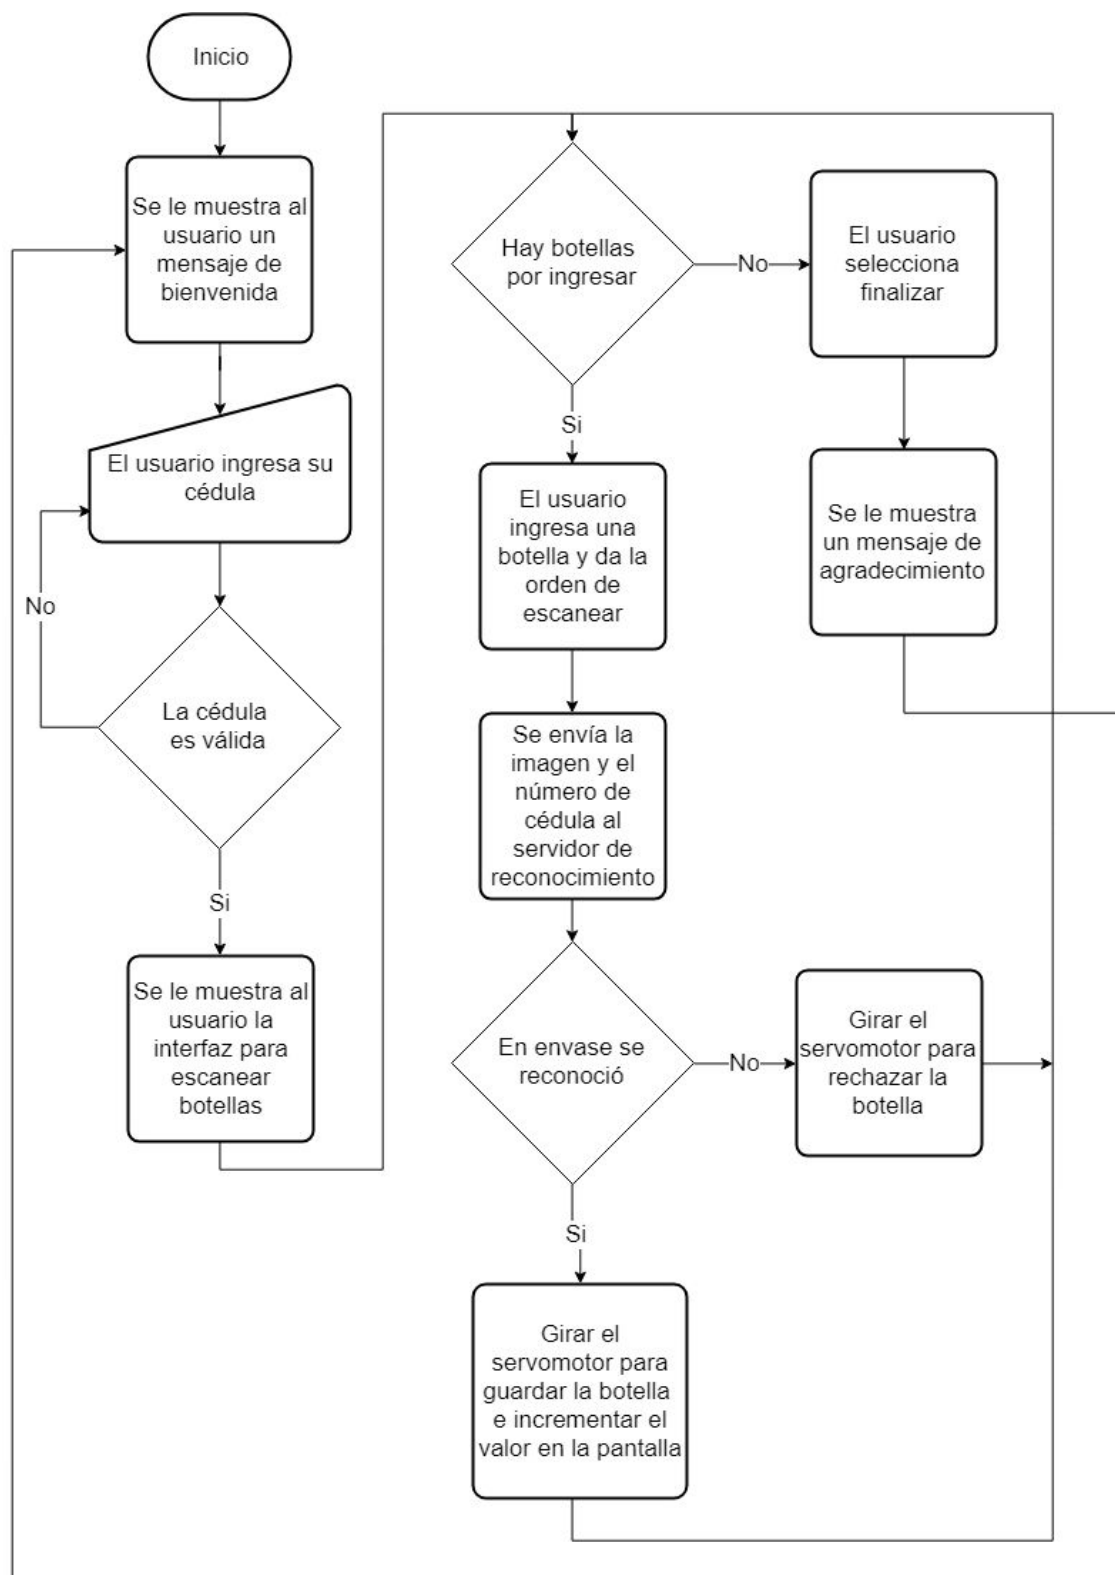 Inicio
Se le muestra al
usuario un
mensaje de
bienvenida
El usuario ingresa su
cédula
No
La cédula
es válida
Si
Se le muestra al
usuario la
interfaz para
escanear
botellas
Hay botellas
por ingresar
No
El usuario
selecciona
finalizar
Se le muestra
un mensaje de
agradecimiento
Si
El usuario
ingresa una
botella y da la
orden de
escanear
Se envía la
imagen y el
número de
cédula al
servidor de
reconocimiento
En envase se
reconoció
No
Girar el
servomotor para
rechazar la
botella
Si
Girar el
servomotor para
guardar la botella
e incrementar el
valor en la pantalla